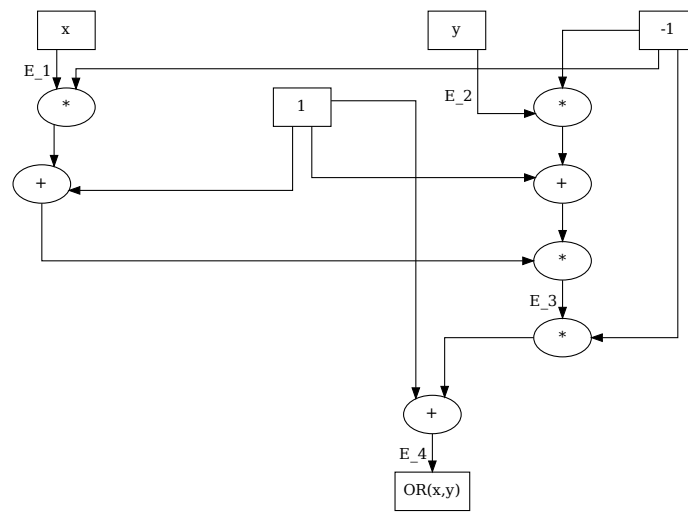 x
y
-1
E_1
E_2
*
1
*
+
+
*
E_3
*
+
E_4
OR(x,y)